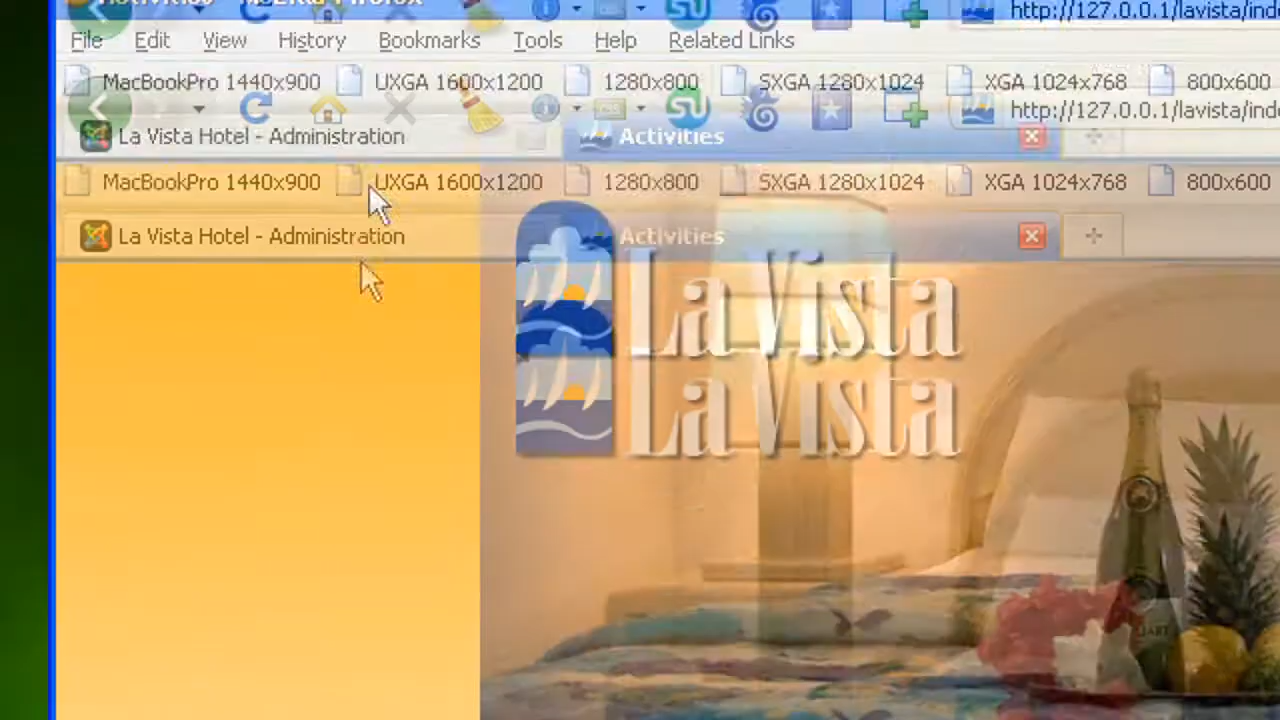 Activities - Mozilla Firefox
http://127.0.0.1/lavista/ind
File Edit View History Bookmarks Tools Help Related Links
MacBookPro 1440x900 UXGA 1600x1200 1280x800 SXGA 1280x1024 XGA 1024x768 800x600
http://127.0.0.1/lavista/ind
La Vista Hotel - Administration Activities
MacBookPro 1440x900 UXGA 1600x1200 1280x800 SXGA 1280x1024 XGA 1024x768 800x600
La Vista Hotel - Administration Activities
La Vista
La Vista